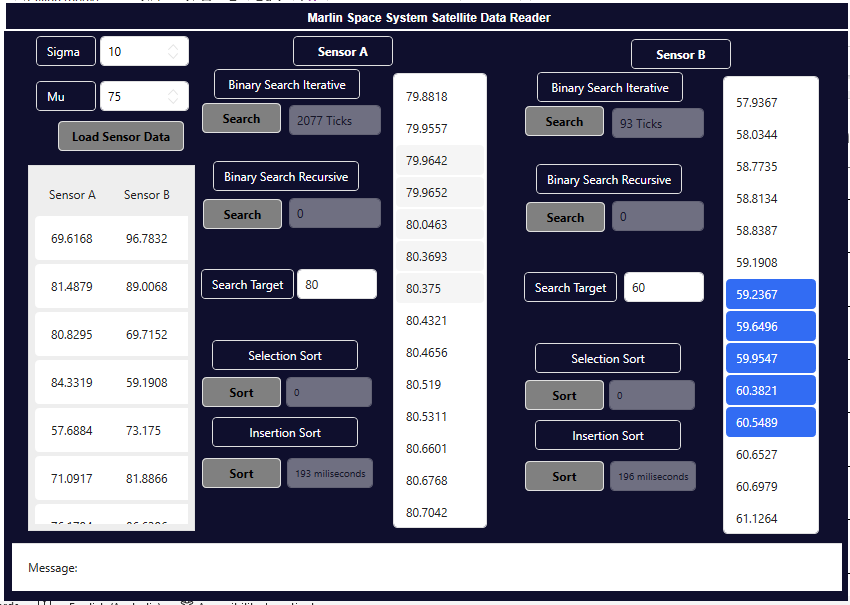 Marlin Space System Satellite Data Reader
Sigma
10
Mu
75
Load Sensor Data
Sensor A Sensor B
69.6168 96.7832
81.4879 89.0068
80.8295 69.7152
84.3319 59.1908
57.6884 73.175
71.0917 81.8866
Sensor A
Binary Search Iterative
Search
2077 Ticks
Binary Search Recursive
Search
0
Search Target
80
Selection Sort
Sort
0
Insertion Sort
Sort
193 miliseconds
79.8818
79.9557
79.9642
79.9652
80.0463
80.3693
80.375
80.4321
80.4656
80.519
80.5311
80.6601
80.6768
80.7042
Sensor B
Binary Search Iterative
Search
93 Ticks
Binary Search Recursive
Search
0
Search Target
60
Selection Sort
Sort
0
Insertion Sort
Sort
196 miliseconds
57.9367
58.0344
58.7735
58.8134
58.8387
59.1908
59.2367
59.6496
59.9547
60.3821
60.5489
60.6527
60.6979
61.1264
Message: